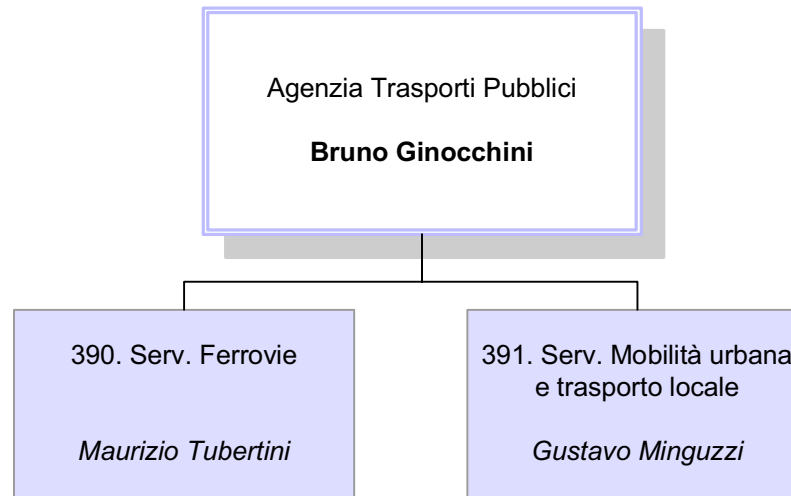 Agenzia Trasporti Pubblici
Bruno Ginocchini
390. Serv. Ferrovie
Maurizio Tubertini
391. Serv. Mobilità urbana
e trasporto locale
Gustavo Minguzzi